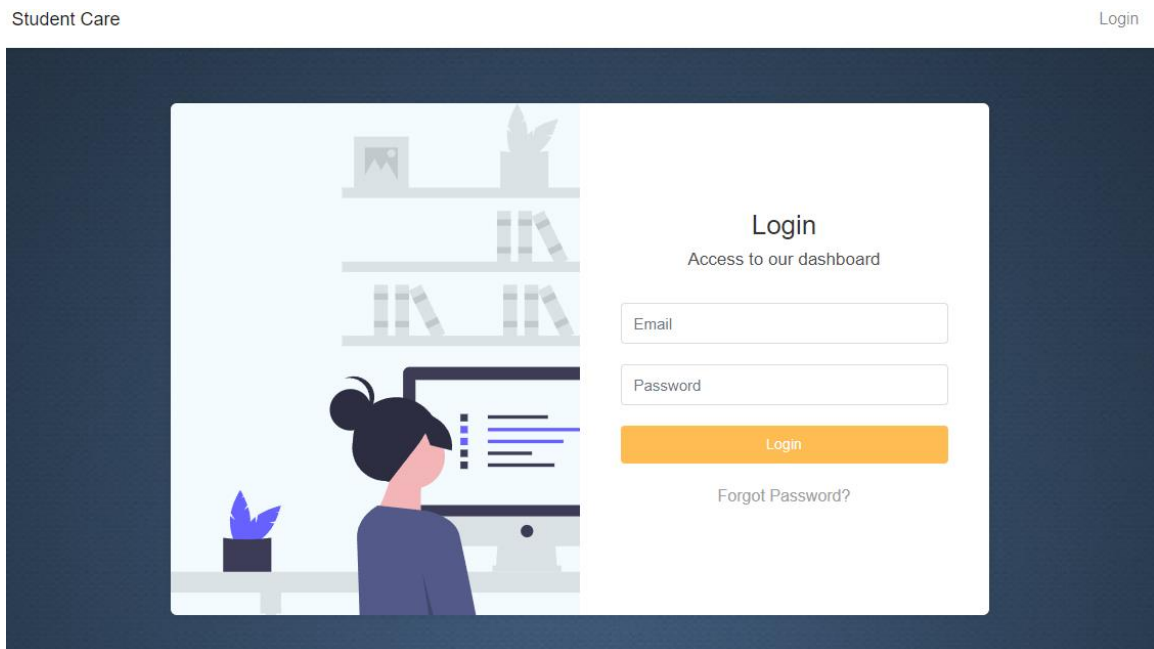 Student Care
Login
Login
Access to our dashboard
Email
Password
Login
Forgot Password?